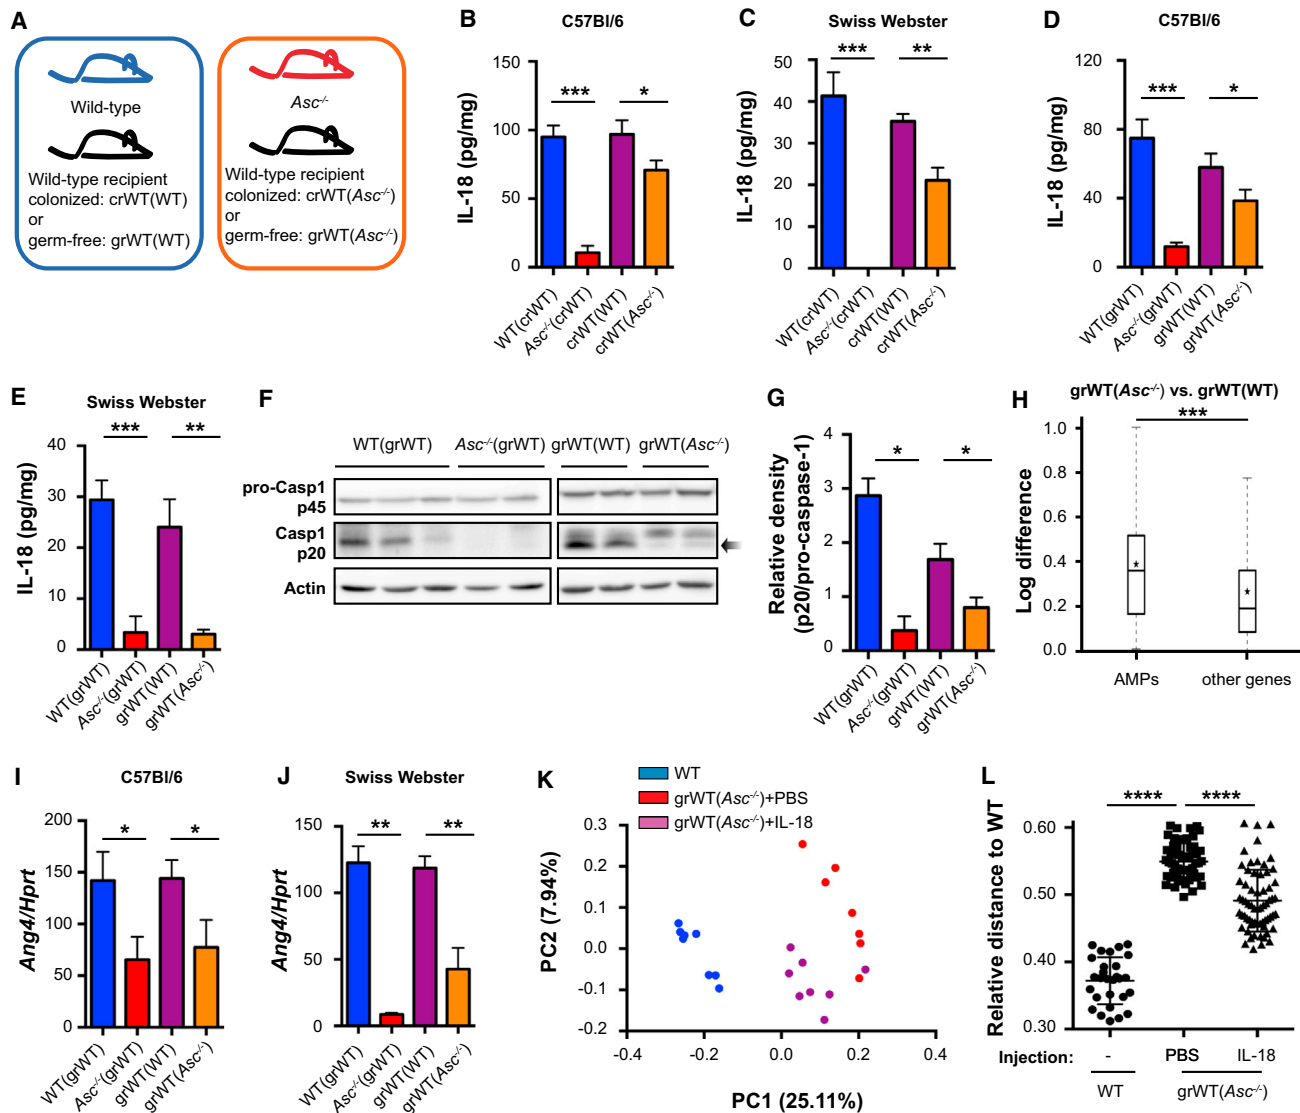 A
Wild-type
Wild-type recipient
colonized: crWT(WT)
or
germ-free: grWT(WT)
Asc-/-
Wild-type recipient
colonized: crWT(Asc-/-)
or
germ-free: grWT(Asc-/-)
B
C57Bl/6
IL-18 (pg/mg)
150
100
50
0
***
*
WT(crWT)
Asc-/-(crWT)
crWT(WT)
crWT(Asc-/-)
C
Swiss Webster
IL-18 (pg/mg)
50
40
30
20
10
0
***
**
WT(crWT)
Asc-/-(crWT)
crWT(WT)
crWT(Asc-/-)
D
C57Bl/6
IL-18 (pg/mg)
120
80
40
0
***
*
WT(grWT)
Asc-/-(grWT)
grWT(WT)
grWT(Asc-/-)
E
Swiss Webster
IL-18 (pg/mg)
40
30
20
10
0
***
**
WT(grWT)
Asc-/-(grWT)
grWT(WT)
grWT(Asc-/-)
F
WT(grWT) Asc-/-(grWT) grWT(WT) grWT(Asc-/-)
pro-Casp1
p45
Casp1
p20
Actin
G
Relative density
(p20/pro-caspase-1)
4
3
2
1
0
*
*
WT(grWT)
Asc-/-(grWT)
grWT(WT)
grWT(Asc-/-)
H
grWT(Asc-/-) vs. grWT(WT)
***
Log difference
1.0
0.8
0.6
0.4
0.2
0.0
AMPs
other genes
I
C57Bl/6
Ang4/Hprt
200
150
100
50
0
*
*
WT(grWT)
Asc-/-(grWT)
grWT(WT)
grWT(Asc-/-)
J
Swiss Webster
Ang4/Hprt
150
100
50
0
**
**
WT(grWT)
Asc-/-(grWT)
grWT(WT)
grWT(Asc-/-)
K
WT
grWT(Asc-/-)+PBS
grWT(Asc-/-)+IL-18
PC2 (7.94%)
0.3
0.2
0.1
0.0
-0.1
-0.2
-0.4
-0.2
0.0
0.2
0.4
PC1 (25.11%)
L
Relative distance to WT
0.60
0.50
0.40
0.30
****
****
Injection: - PBS IL-18
WT grWT(Asc-/-)